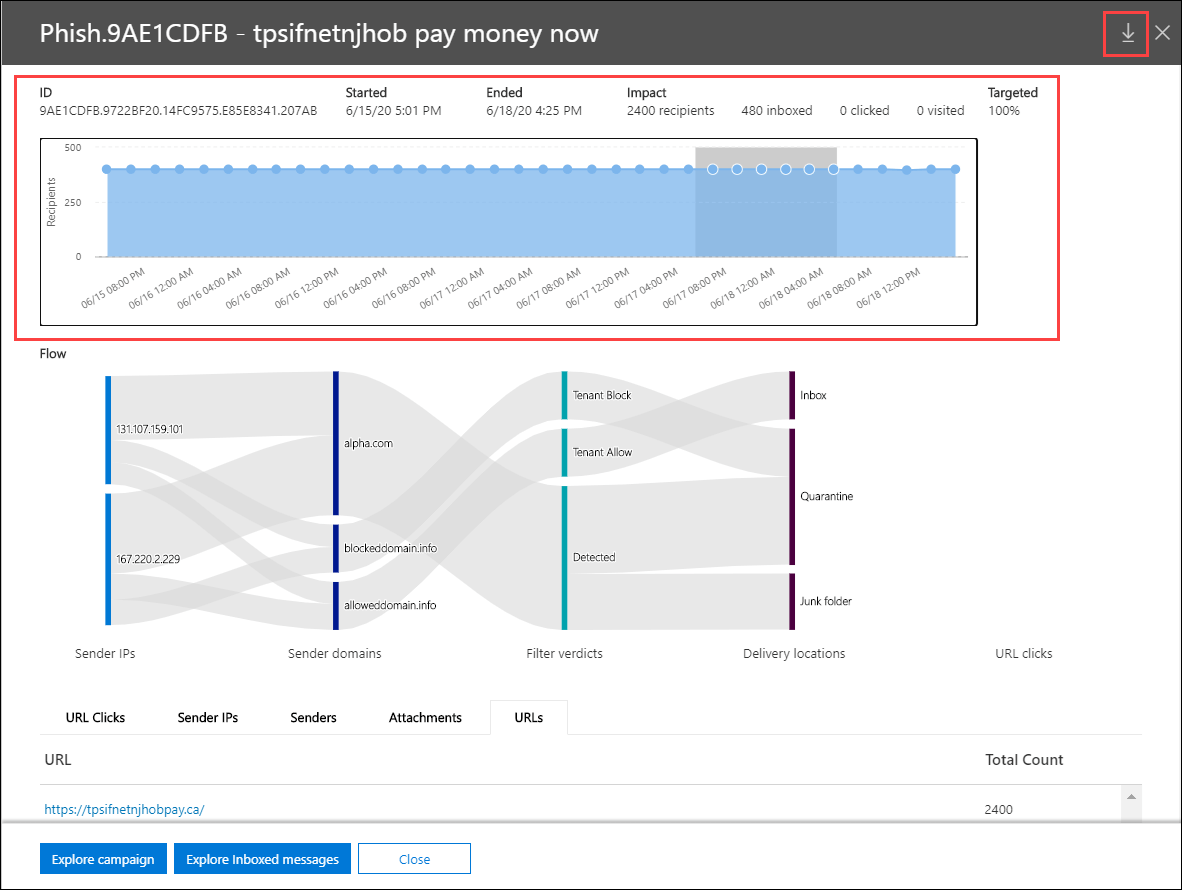 Phish.9AE1CDFB - tpsifnetnjhob pay money now
ID Started Ended Impact Targeted
9AE1CDFB.9722BF20.14FC9575.E85E8341.207AB 6/15/20 5:01 PM 6/18/20 4:25 PM 2400 recipients 480 inboxed 0 clicked 0 visited 100%
500
Recipients
250
0
06/15 08:00 PM 06/16 12:00 AM 06/16 04:00 AM 06/16 08:00 AM 06/16 12:00 PM 06/16 04:00 PM 06/16 08:00 PM 06/17 12:00 AM 06/17 04:00 AM 06/17 08:00 AM 06/17 12:00 PM 06/17 04:00 PM 06/17 08:00 PM 06/18 12:00 AM 06/18 04:00 AM 06/18 08:00 AM 06/18 12:00 PM
Flow
Tenant Block Inbox
131.107.159.101
alpha.com
Tenant Allow
Quarantine
blockeddomain.info
167.220.2.229 Detected
alloweddomain.info Junk folder
Sender IPs Sender domains Filter verdicts Delivery locations URL clicks
URL Clicks Sender IPs Senders Attachments URLs
URL Total Count
https://tpsifnetnjhobpay.ca/ 2400
Explore campaign Explore Inboxed messages Close